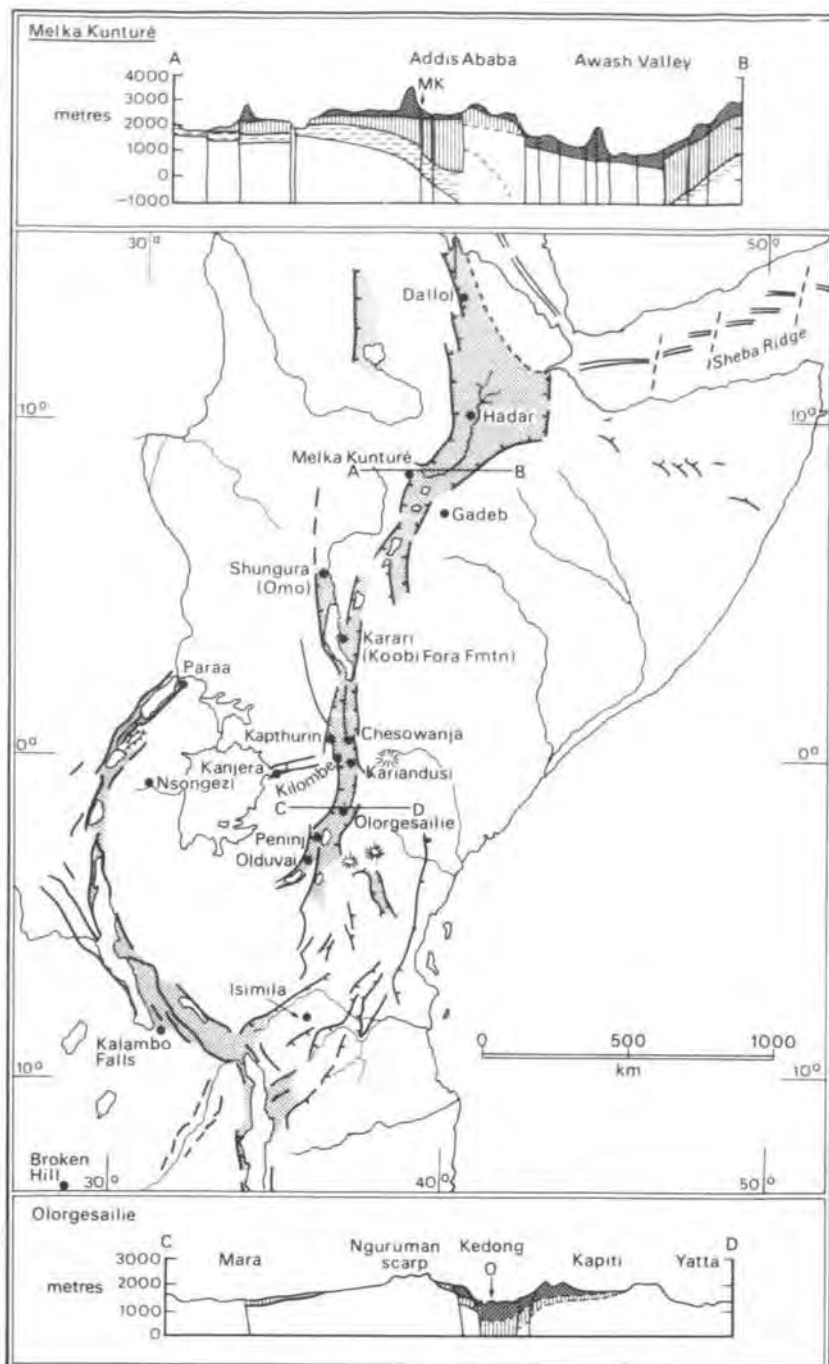 Melka Kunturé
A
Addis Ababa
Awash Valley
B
MK
metres
4000
3000
2000
1000
0
-1000
30°
50°
Dallol
Sheba Ridge
10°
10°
Hadar
Melka Kunturé
A
B
Gadeb
Shungura
(Omo)
Karari
(Koobi Fora Fmtn)
Paraa
Kapthurin
Chesowanja
0°
0°
Kanjera
Kilombe
Kariandusi
Nsongezi
C
D
Olorgesailie
Peninj
Olduvai
Isimila
Kalambo
Falls
0
500
1000
km
10°
10°
Broken
Hill
30°
40°
50°
Olorgesailie
C
Mara
Nguruman
scarp
Kedong
O
Kapiti
Yatta
D
metres
3000
2000
1000
0